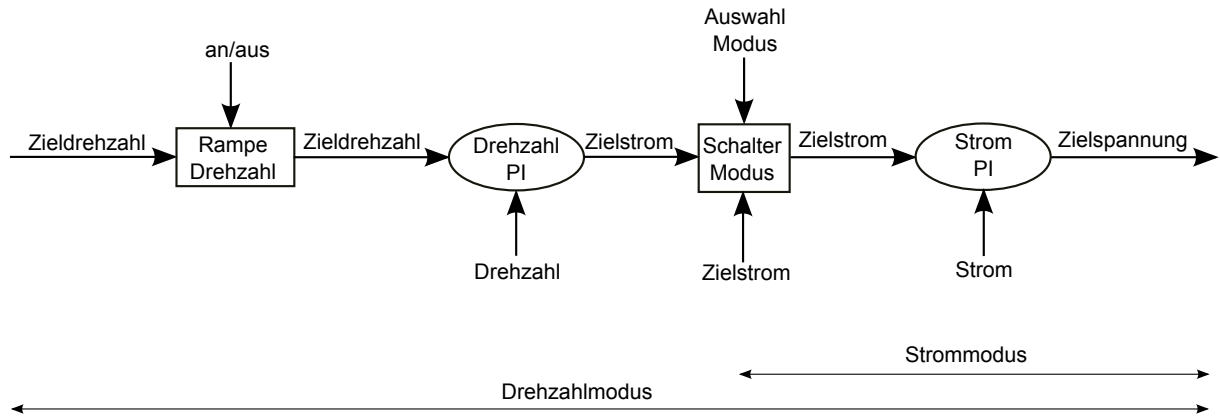 Auswahl
Modus
an/aus
Zieldrehzahl
Rampe
Drehzahl
Zieldrehzahl
Drehzahl
PI
Zielstrom
Schalter
Modus
Zielstrom
Strom
PI
Zielspannung
Drehzahl
Zielstrom
Strom
Strommodus
Drehzahlmodus